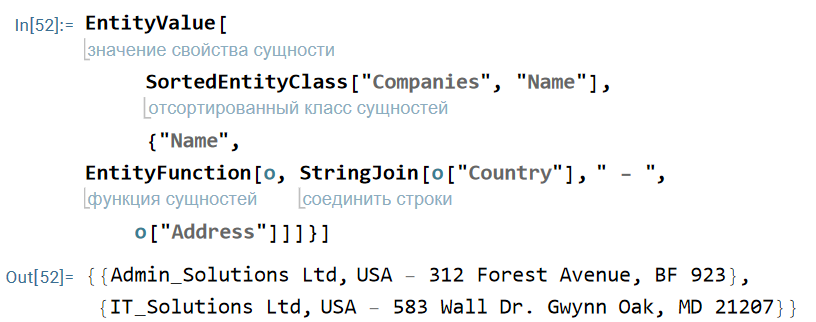 In[52]:= EntityValue[
значение свойства сущности
SortedEntityClass["Companies", "Name"],
отсортированный класс сущностей
{"Name",
EntityFunction[o, StringJoin[o["Country"], " – ",
функция сущностей соединить строки
o["Address"]]]}]
Out[52]= {{Admin_Solutions Ltd, USA – 312 Forest Avenue, BF 923},
{IT_Solutions Ltd, USA – 583 Wall Dr. Gwynn Oak, MD 21207}}